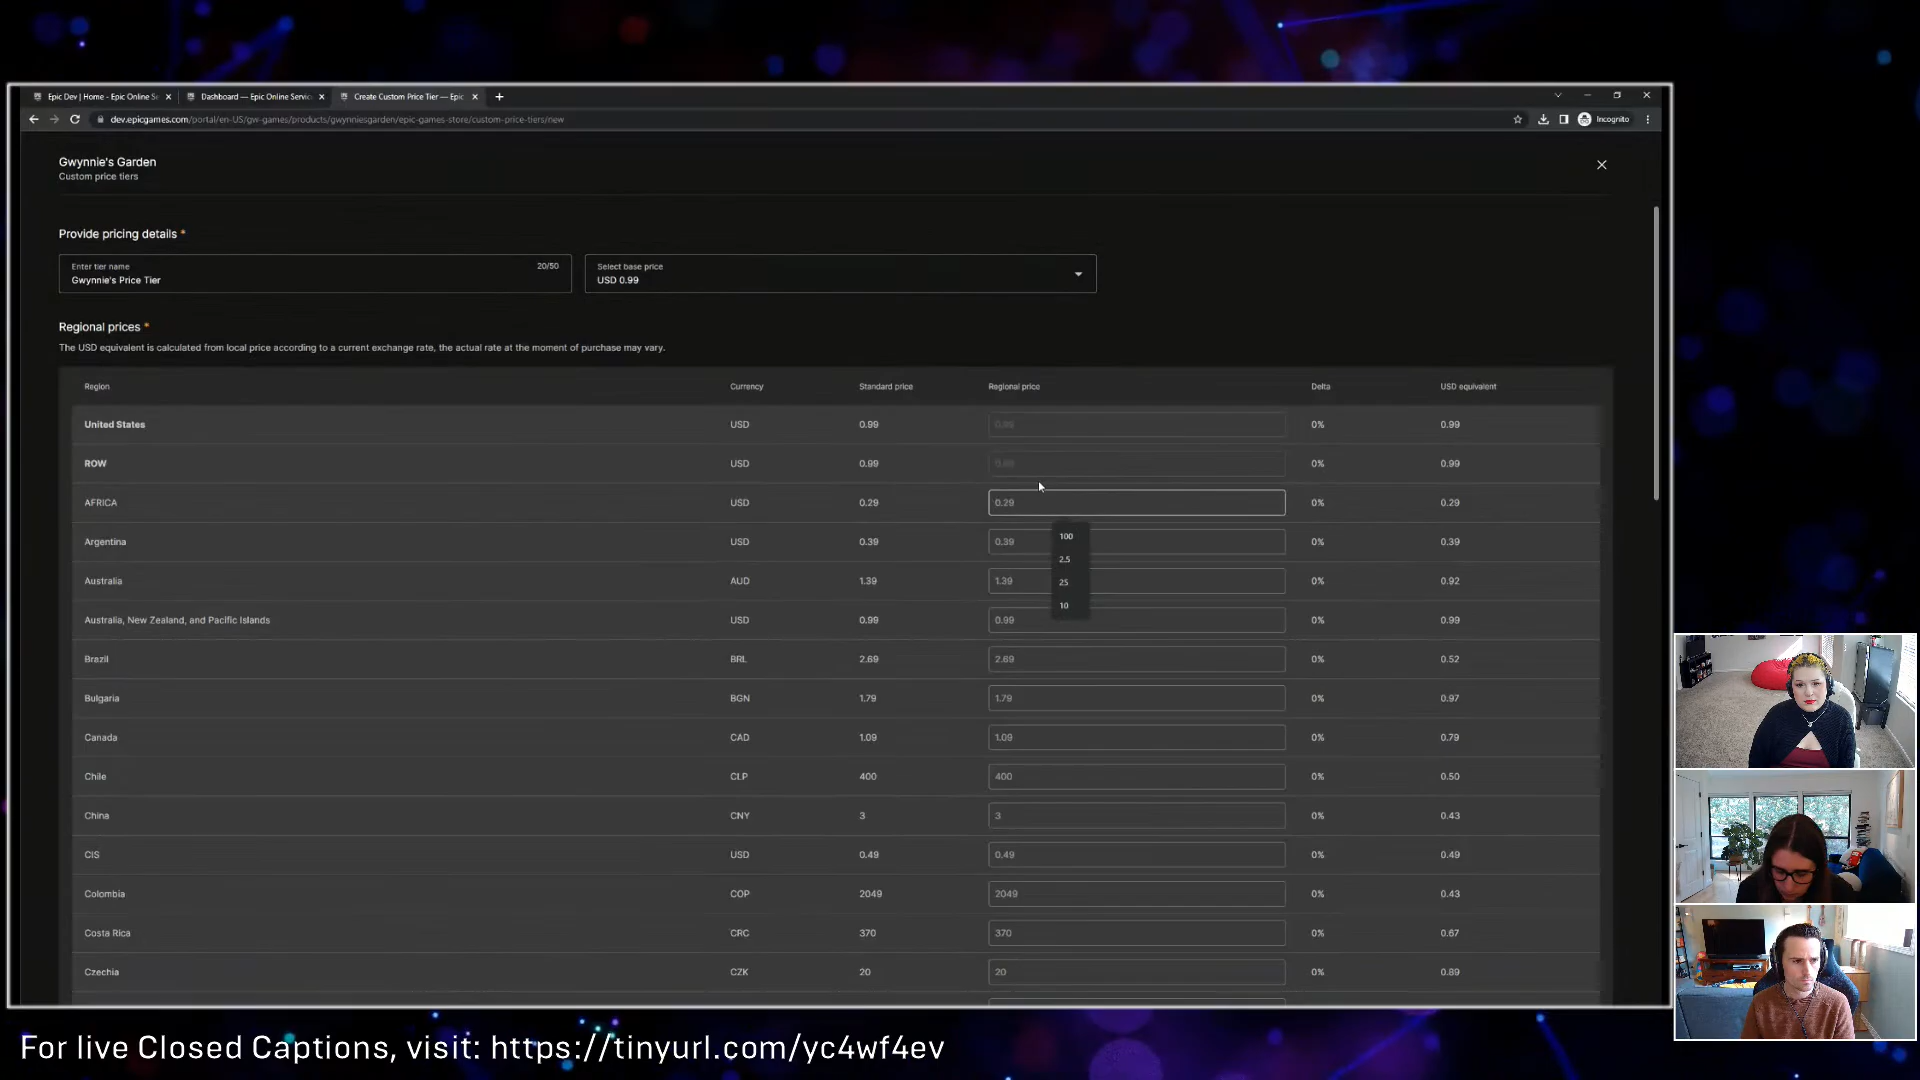 Epic Dev | Home - Epic Online Se
Dashboard — Epic Online Servic
Create Custom Price Tier — Epic
dev.epicgames.com/portal/en-US/gw-games/products/gwynniesgarden/epic-games-store/custom-price-tiers/new
Incognito
Gwynnie's Garden
Custom price tiers
Provide pricing details *
Enter tier name 20/50
Gwynnie's Price Tier
Select base price
USD 0.99
Regional prices *
The USD equivalent is calculated from local price according to a current exchange rate, the actual rate at the moment of purchase may vary.
Region Currency Standard price Regional price Delta USD equivalent
United States USD 0.99 0.99 0% 0.99
ROW USD 0.99 0.99 0% 0.99
AFRICA USD 0.29 0.29 0% 0.29
Argentina USD 0.39 0.39 0% 0.39
Australia AUD 1.39 1.39 0% 0.92
Australia, New Zealand, and Pacific Islands USD 0.99 0.99 0% 0.99
Brazil BRL 2.69 2.69 0% 0.52
Bulgaria BGN 1.79 1.79 0% 0.97
Canada CAD 1.09 1.09 0% 0.79
Chile CLP 400 400 0% 0.50
China CNY 3 3 0% 0.43
CIS USD 0.49 0.49 0% 0.49
Colombia COP 2049 2049 0% 0.43
Costa Rica CRC 370 370 0% 0.67
Czechia CZK 20 20 0% 0.89
100
2.5
25
10
For live Closed Captions, visit: https://tinyurl.com/yc4wf4ev